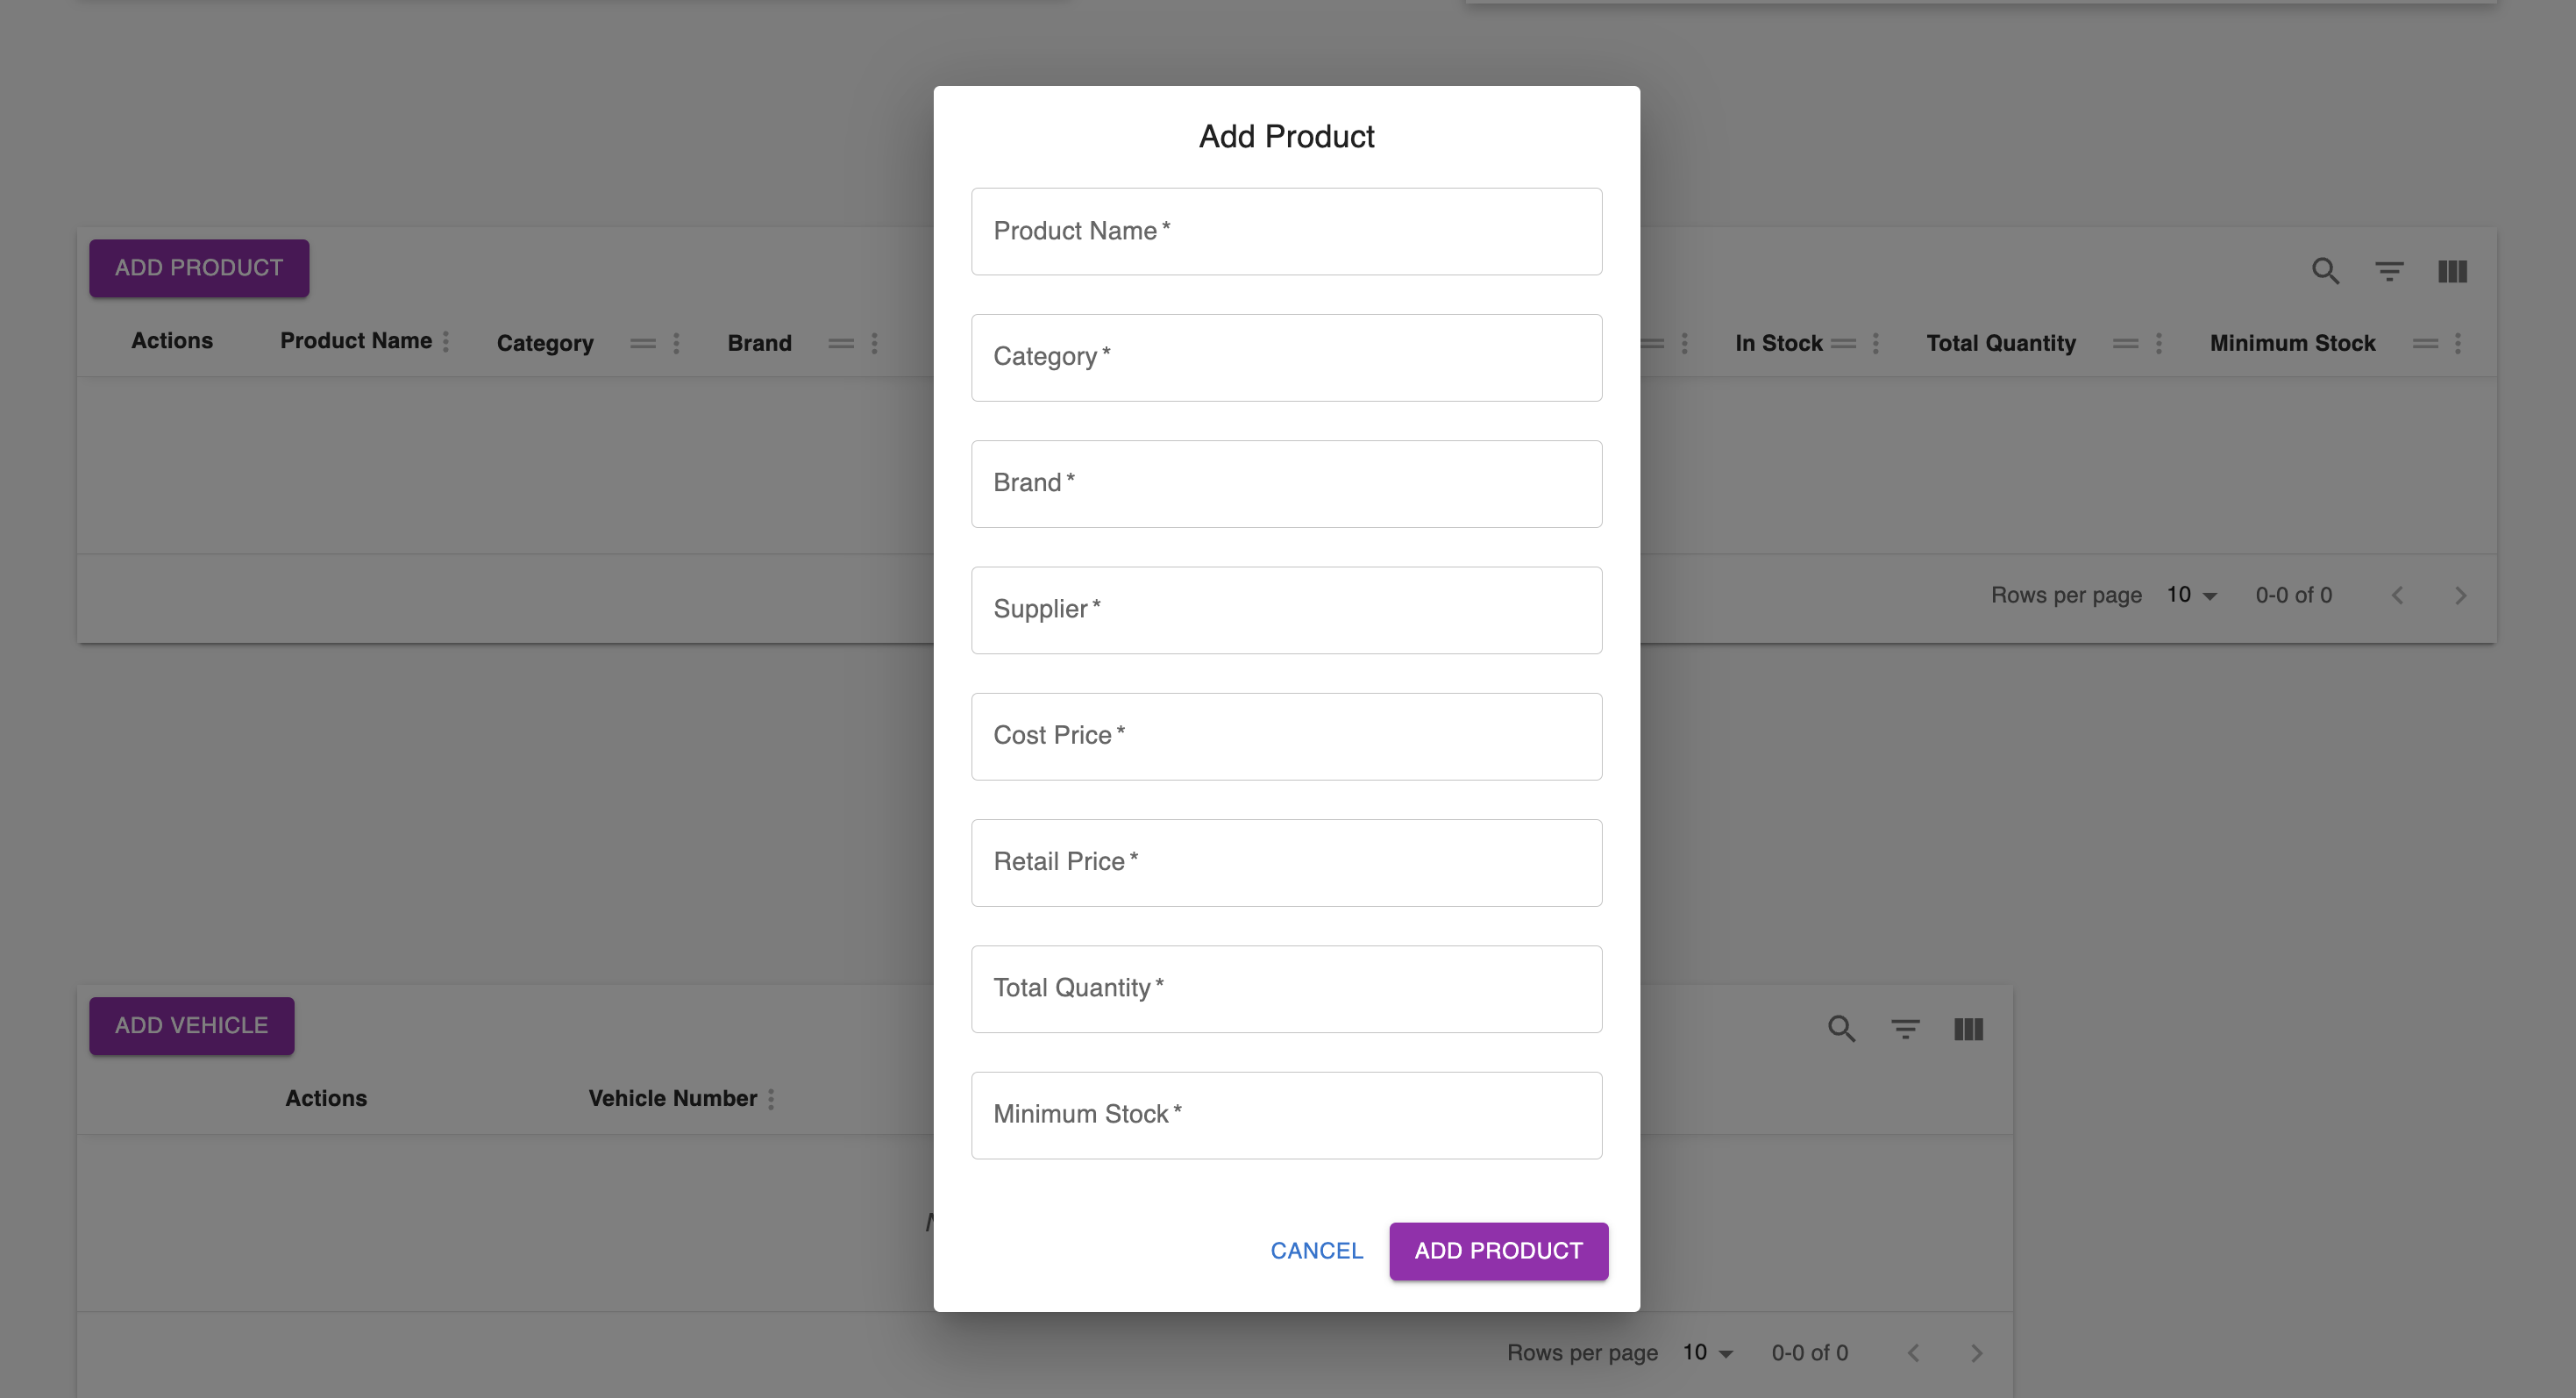 Add Product
Product Name *
Category *
Brand *
Supplier *
Cost Price *
Retail Price *
Total Quantity *
Minimum Stock *
CANCEL ADD PRODUCT
ADD PRODUCT
Actions Product Name Category Brand In Stock Total Quantity Minimum Stock
Rows per page 10 0-0 of 0
ADD VEHICLE
Actions Vehicle Number
Rows per page 10 0-0 of 0